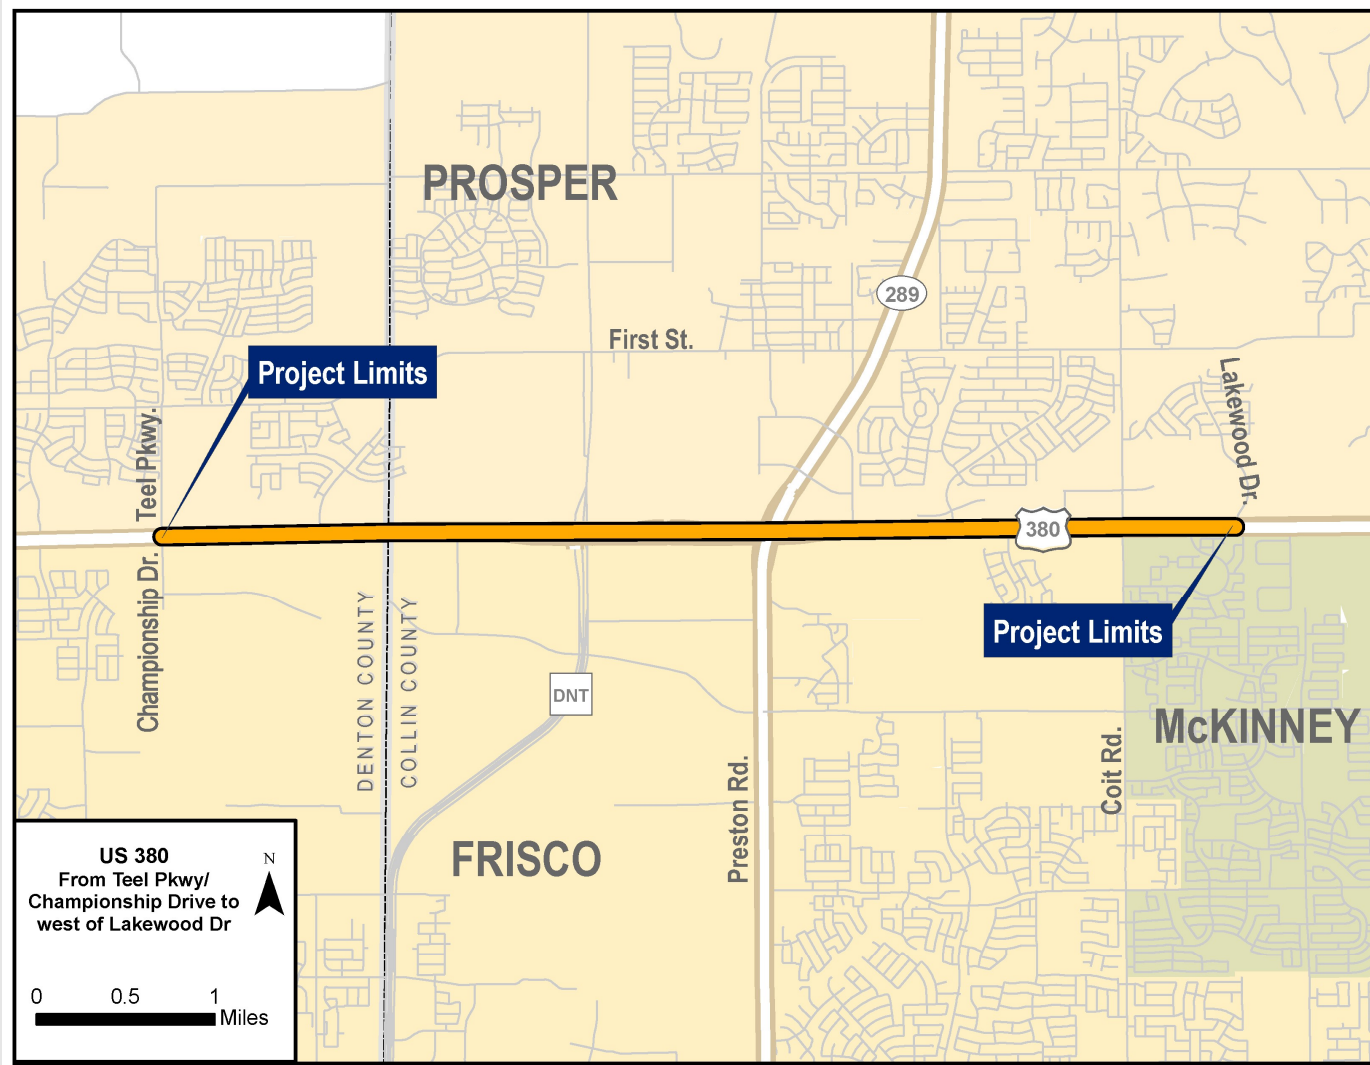 PROSPER
289
First St.
Project Limits
Lakewood Dr.
Teel Pkwy.
380
Championship Dr.
DENTON COUNTY
COLLIN COUNTY
Project Limits
DNT
McKINNEY
Preston Rd.
Coit Rd.
FRISCO
US 380
From Teel Pkwy/
Championship Drive to
west of Lakewood Dr
N
0 0.5 1
Miles